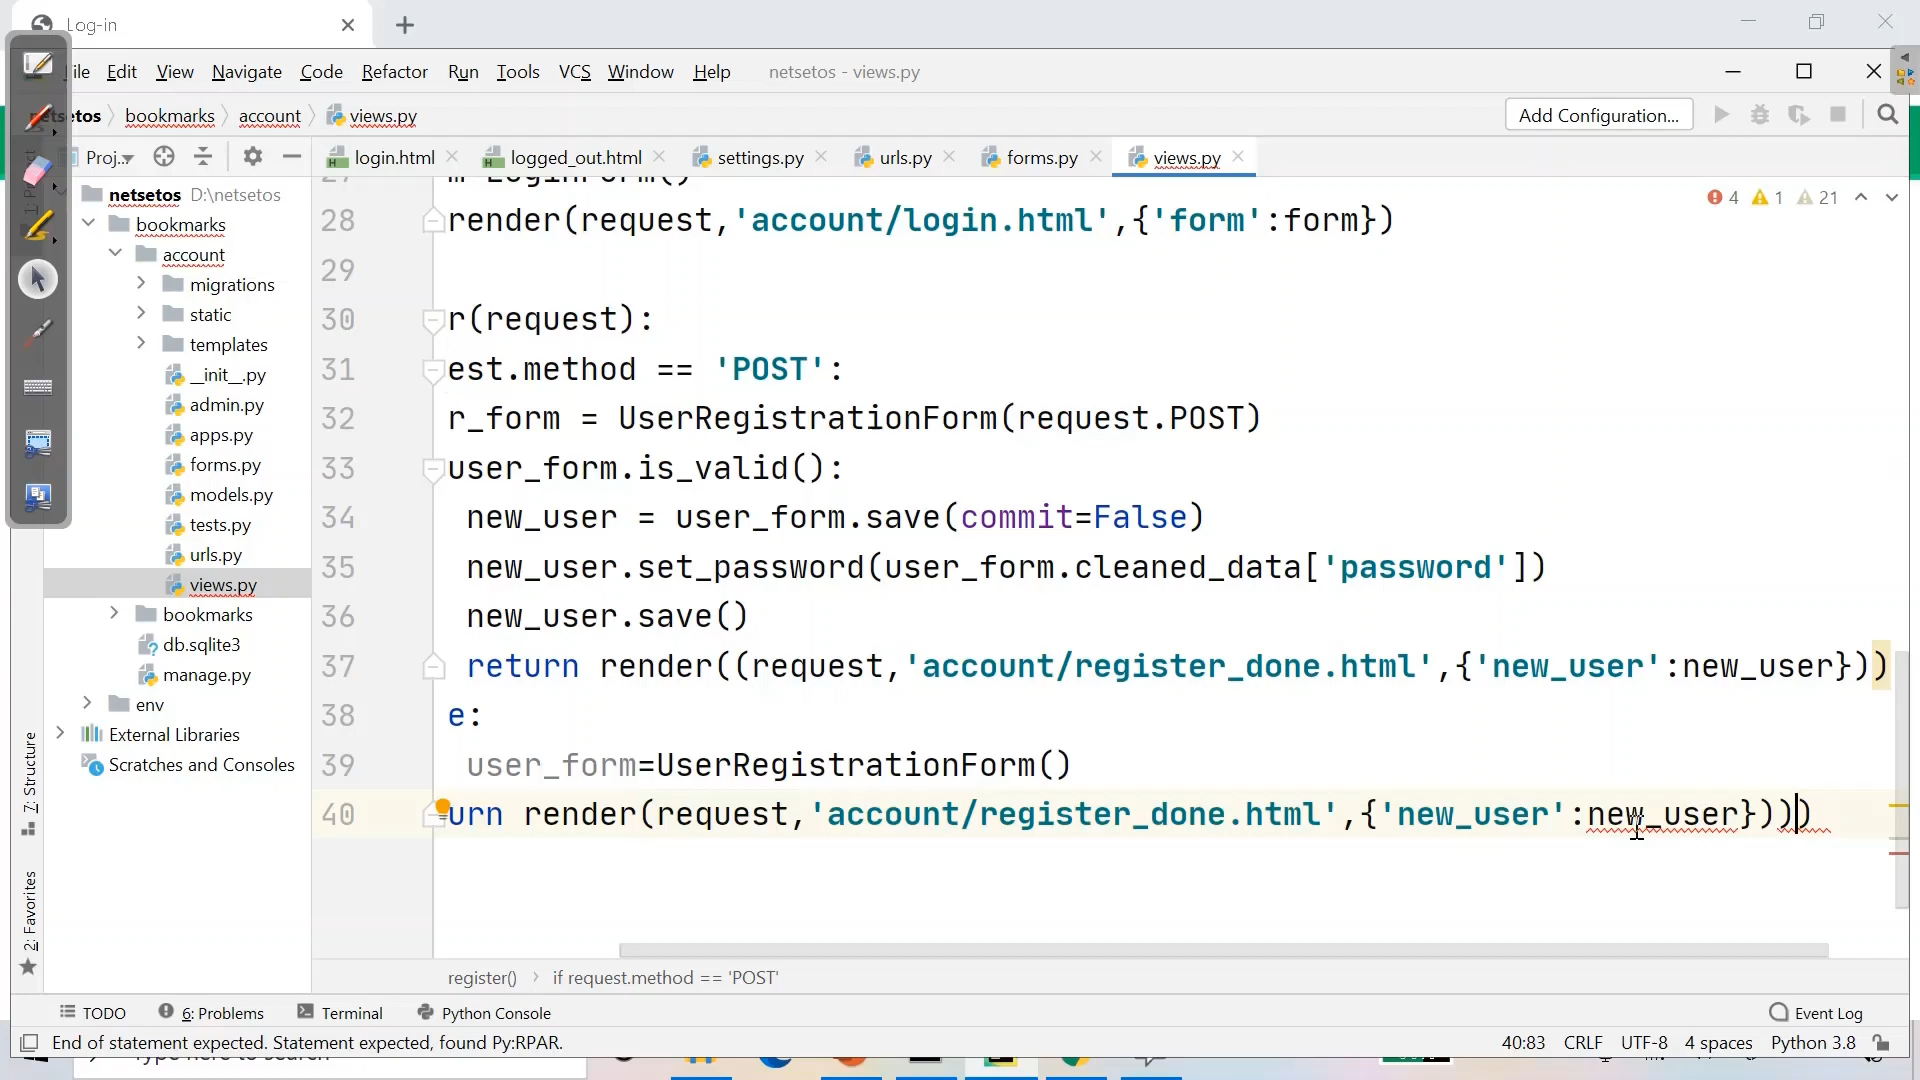 Log-in
ile Edit View Navigate Code Refactor Run Tools VCS Window Help netsetos - views.py
etos bookmarks account views.py Add Configuration...
Proj.. login.html logged_out.html settings.py urls.py forms.py views.py
netsetos D:\netsetos
bookmarks
account
migrations
static
templates
__init__.py
admin.py
apps.py
forms.py
models.py
tests.py
urls.py
views.py
bookmarks
db.sqlite3
manage.py
env
External Libraries
Scratches and Consoles
7: Structure
2: Favorites
4 1 21
28 render(request,'account/login.html',{'form':form})
29
30 r(request):
31 est.method == 'POST':
32 r_form = UserRegistrationForm(request.POST)
33 user_form.is_valid():
34 new_user = user_form.save(commit=False)
35 new_user.set_password(user_form.cleaned_data['password'])
36 new_user.save()
37 return render((request,'account/register_done.html',{'new_user':new_user}))
38 e:
39 user_form=UserRegistrationForm()
40 urn render(request,'account/register_done.html',{'new_user':new_user})))
register() if request.method == 'POST'
TODO 6: Problems Terminal Python Console Event Log
End of statement expected. Statement expected, found Py:RPAR. 40:83 CRLF UTF-8 4 spaces Python 3.8